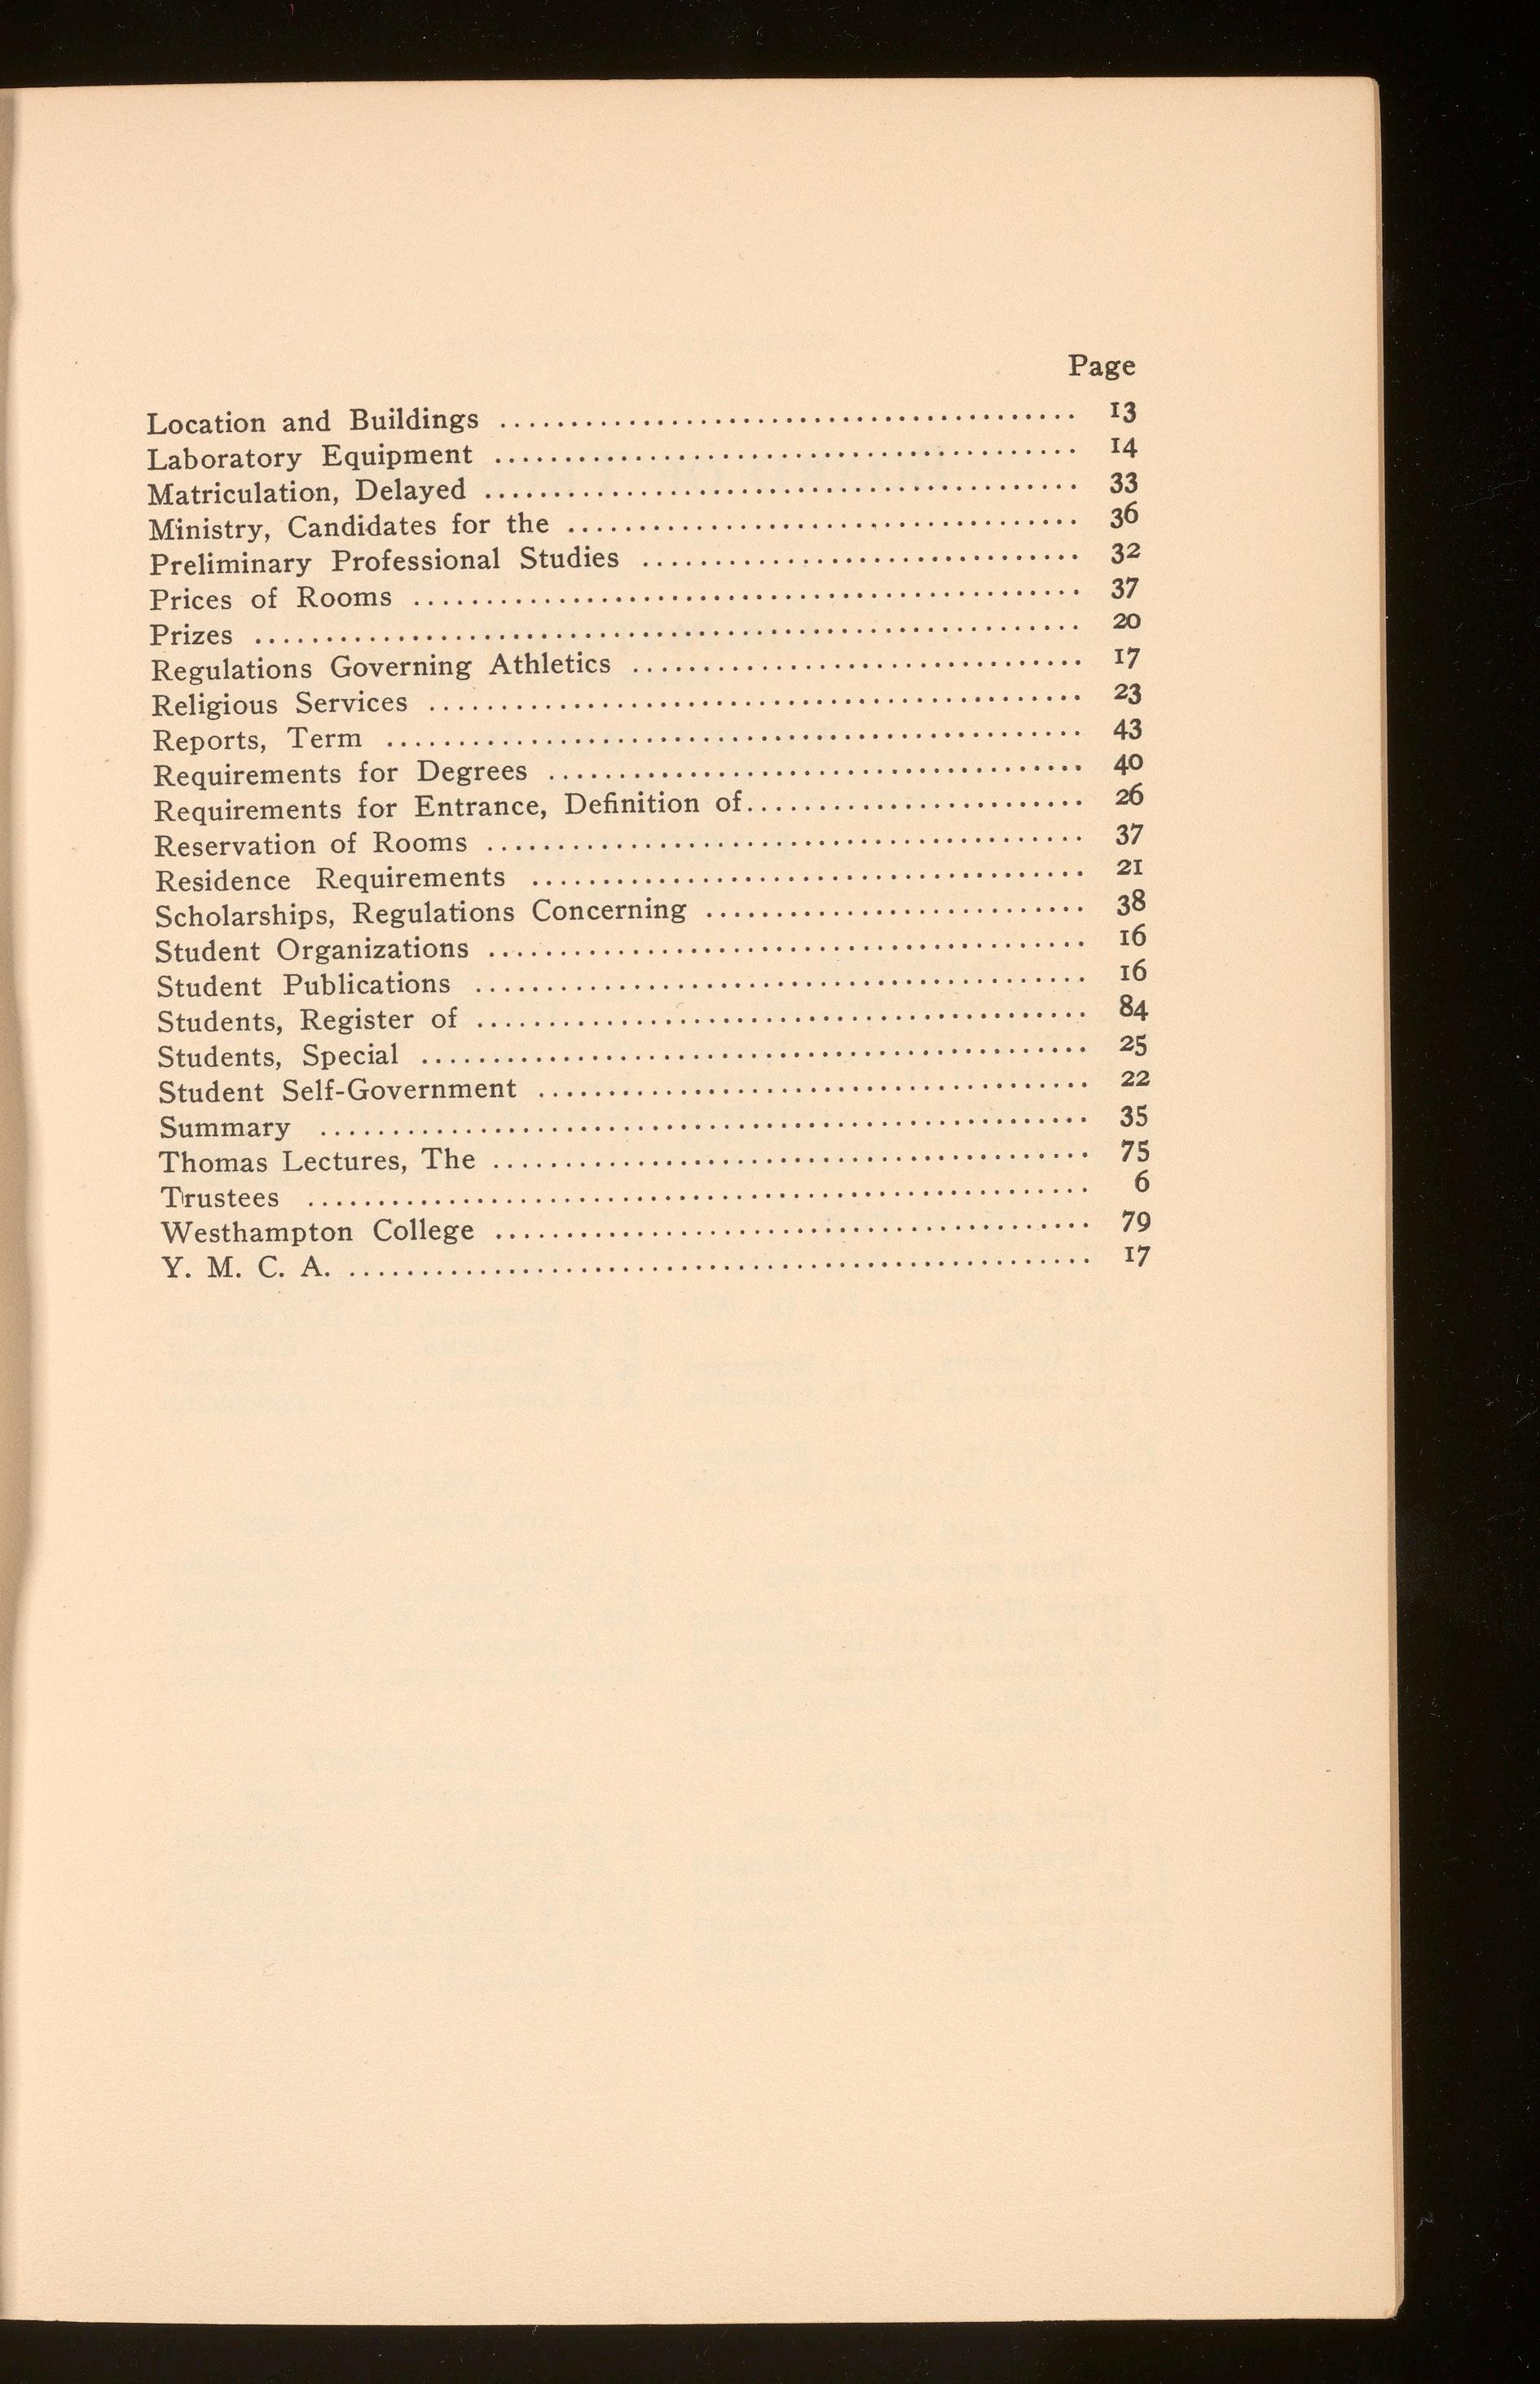 Page
Location and Buildings ........................................ 13
Laboratory Equipment ........................................ 14
Matriculation, Delayed ........................................ 33
Ministry, Candidates for the .................................... 36
Preliminary Professional Studies ............................... 32
Prices of Rooms ............................................... 37
Prizes .......................................................... 20
Regulations Governing Athletics ................................ 17
Religious Services .............................................. 23
Reports, Term ................................................. 43
Requirements for Degrees ...................................... 40
Requirements for Entrance, Definition of........................ 26
Reservation of Rooms .......................................... 37
Residence Requirements ....................................... 21
Scholarships, Regulations Concerning ........................... 38
Student Organizations .......................................... 16
Student Publications ........................................... 16
Students, Register of ........................................... 84
Students, Special ............................................... 25
Student Self-Government ....................................... 22
Summary ...................................................... 35
Thomas Lectures, The .......................................... 75
Trustees ....................................................... 6
Westhampton College .......................................... 79
Y. M. C. A. .................................................... 17